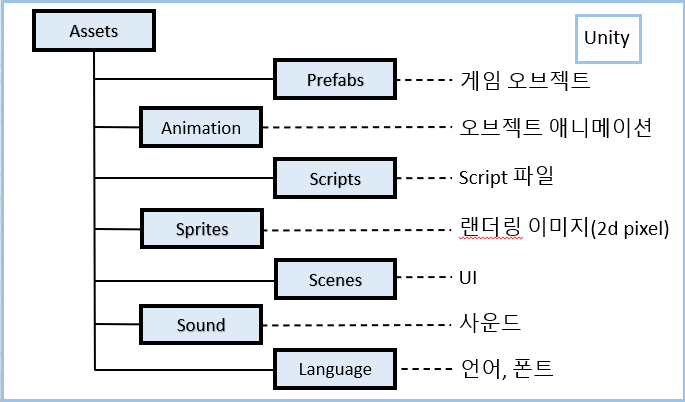 Assets
Unity
Prefabs 게임 오브젝트
Animation 오브젝트 애니메이션
Scripts Script 파일
Sprites 랜더링 이미지(2d pixel)
Scenes UI
Sound 사운드
Language 언어, 폰트